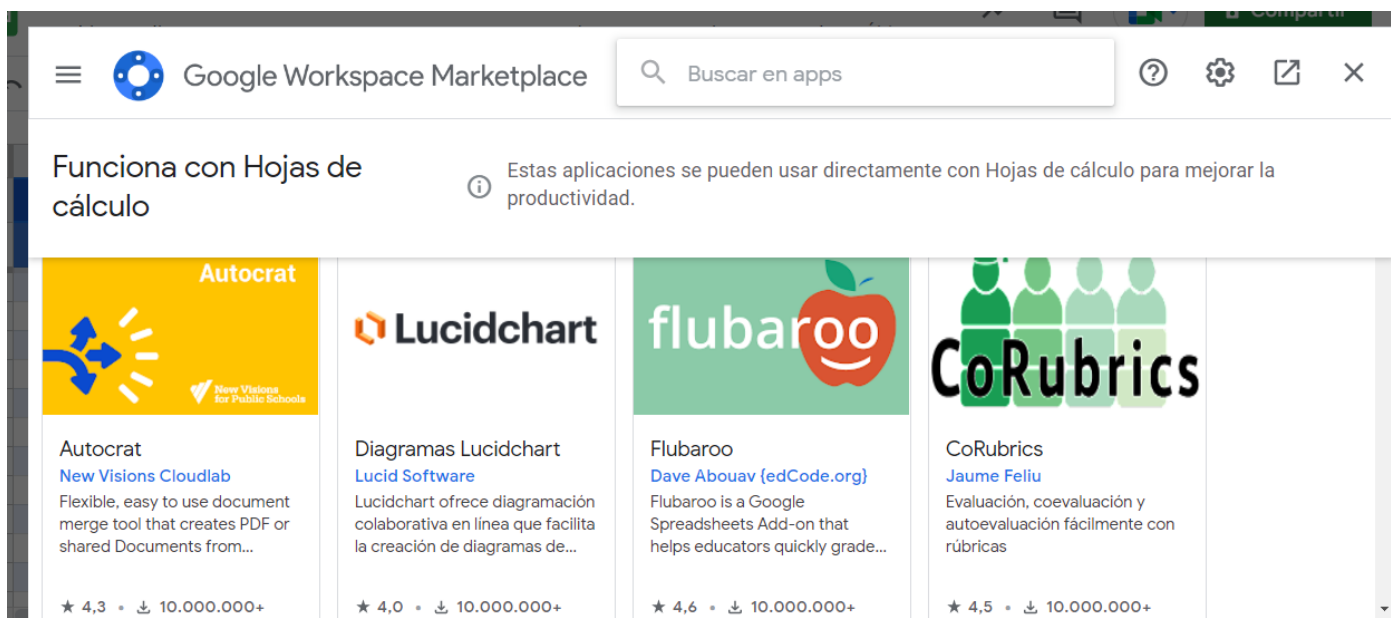 Compartir
Google Workspace Marketplace
Buscar en apps
Funciona con Hojas de
cálculo
Estas aplicaciones se pueden usar directamente con Hojas de cálculo para mejorar la
productividad.
Autocrat
New Visions
for Public Schools
Lucidchart
flubaroo
CoRubrics
Autocrat
New Visions Cloudlab
Flexible, easy to use document
merge tool that creates PDF or
shared Documents from...
★ 4,3 • 10.000.000+
Diagramas Lucidchart
Lucid Software
Lucidchart ofrece diagramación
colaborativa en línea que facilita
la creación de diagramas de...
★ 4,0 • 10.000.000+
Flubaroo
Dave Abouav {edCode.org}
Flubaroo is a Google
Spreadsheets Add-on that
helps educators quickly grade...
★ 4,6 • 10.000.000+
CoRubrics
Jaume Feliu
Evaluación, coevaluación y
autoevaluación fácilmente con
rúbricas
★ 4,5 • 10.000.000+